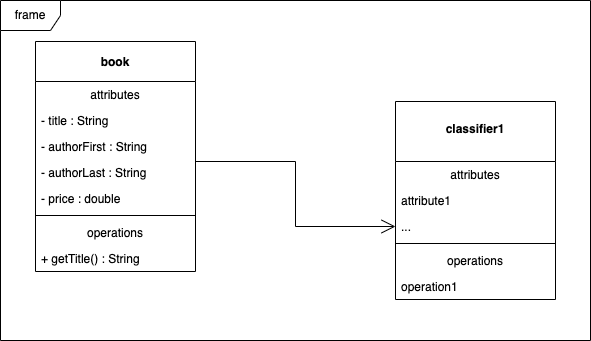 frame
book
attributes
- title : String
- authorFirst : String
- authorLast : String
- price : double
operations
+ getTitle() : String
classifier1
attributes
attribute1
...
operations
operation1